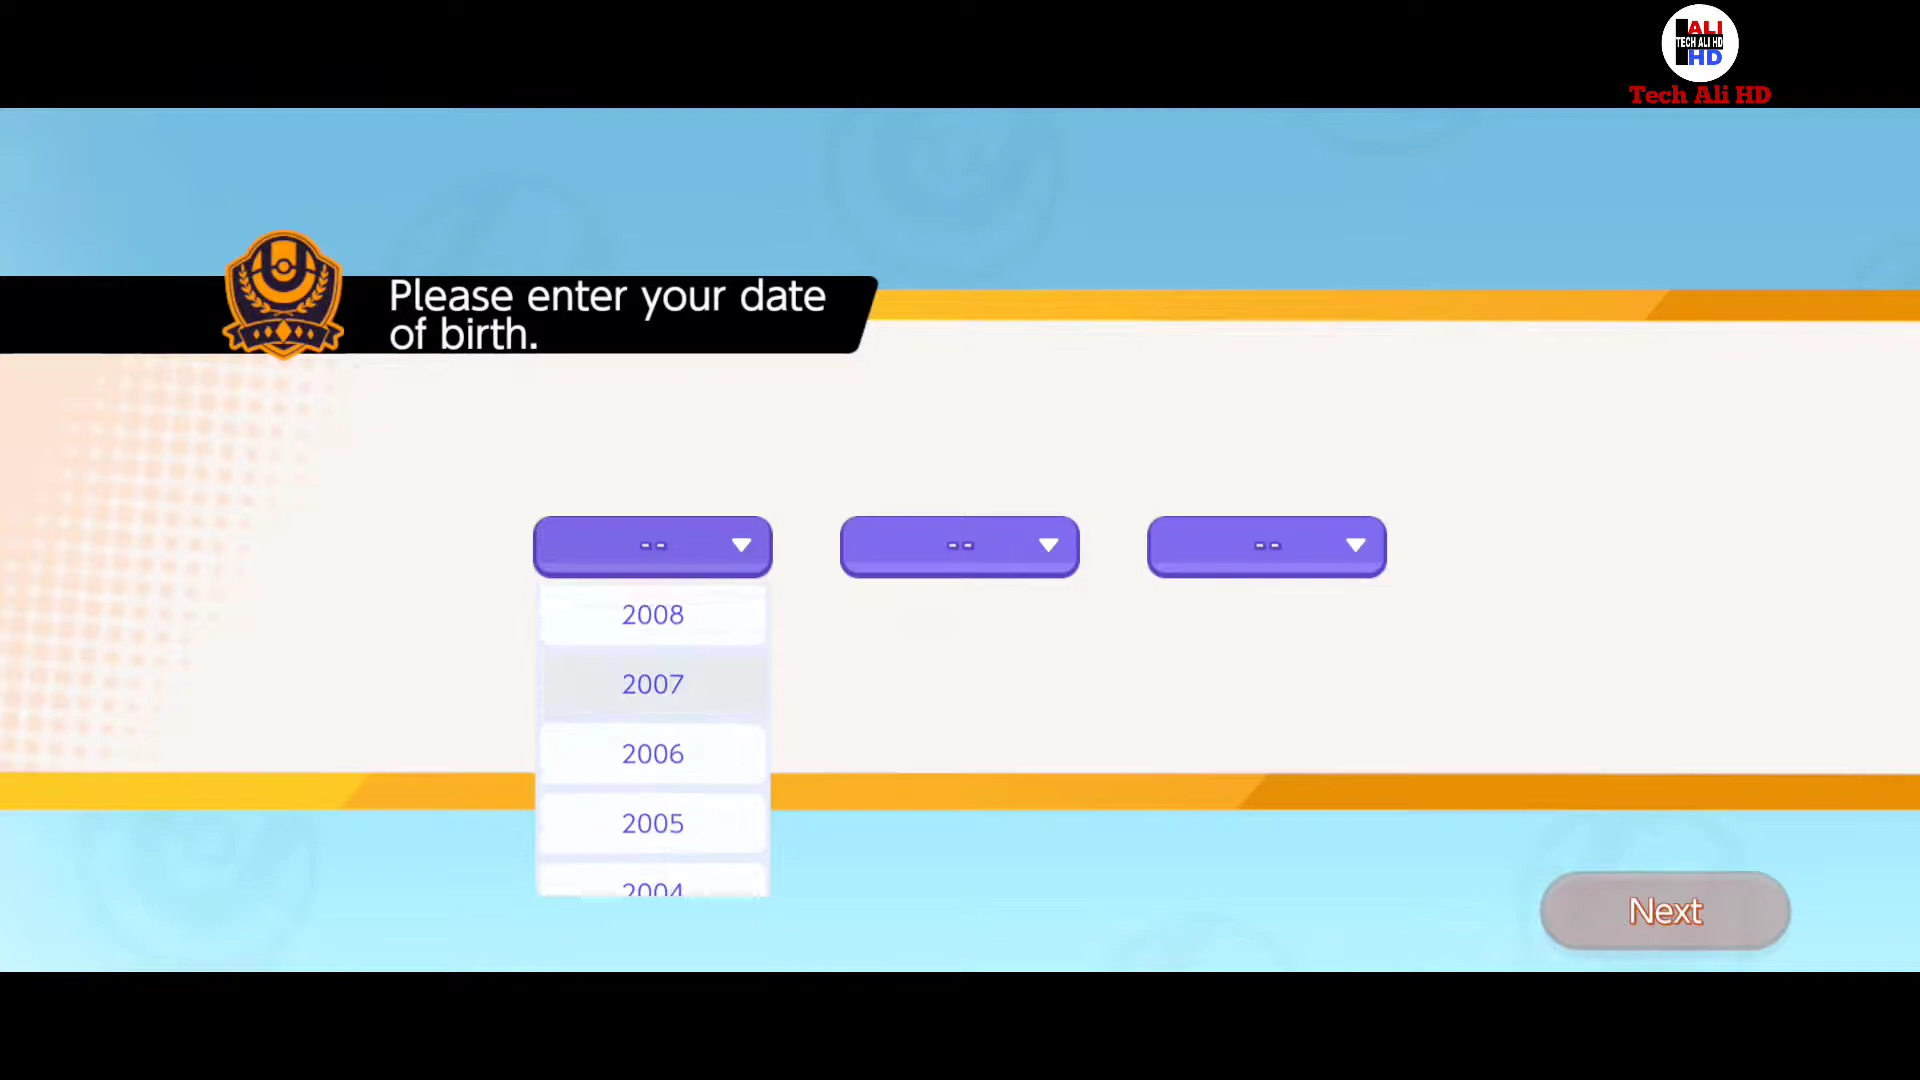 ALI
TECH ALI HD
HD
Tech Ali HD
Please enter your date
of birth.
-- -- --
2008
2007
2006
2005
2004
Next